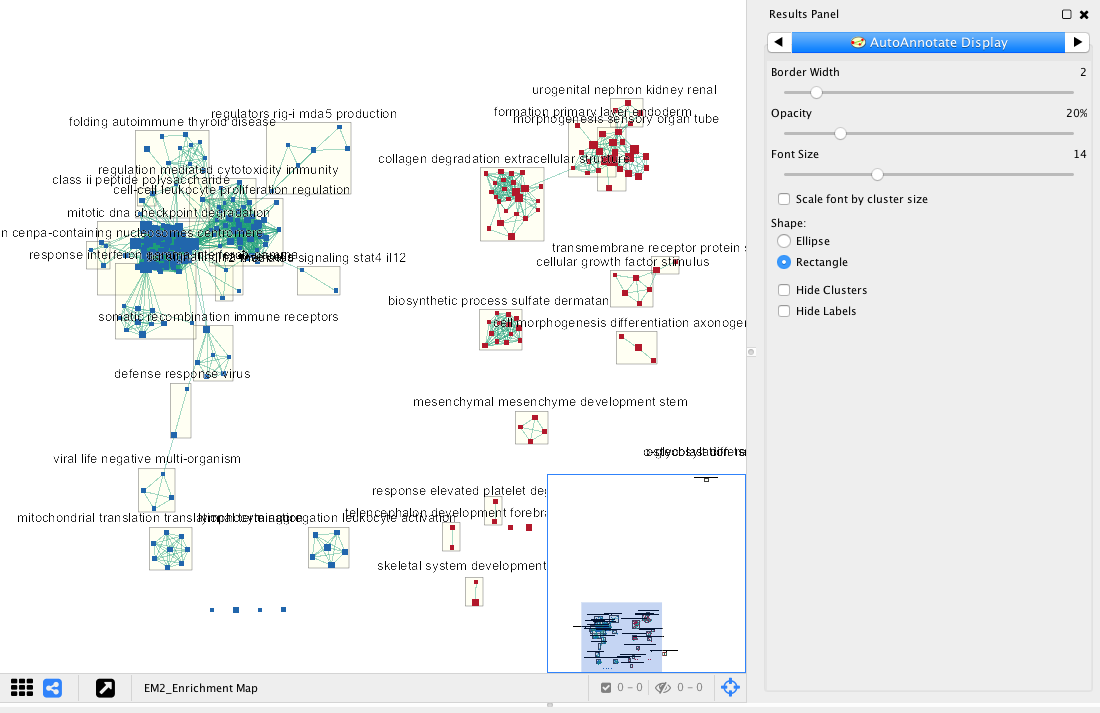 Results Panel
AutoAnnotate Display
Border Width 2
Opacity 20%
Font Size 14
Scale font by cluster size
Shape:
Ellipse
Rectangle
Hide Clusters
Hide Labels
urogenital nephron kidney renal
formation primary layer endoderm
morphogenesis sensory organ tube
regulators rig-i mda5 production
folding autoimmune thyroid disease
collagen degradation extracellular structure
regulation mediated cytotoxicity immunity
class ii peptide polysaccharide
cell-cell leukocyte proliferation regulation
mitotic dna checkpoint degradation
n cenpa-containing nucleosomes centromere
response interferon
signaling stat4 il12
transmembrane receptor protein
cellular growth factor stimulus
biosynthetic process sulfate dermatan
somatic recombination immune receptors
cell morphogenesis differentiation axonoger
defense response virus
mesenchymal mesenchyme development stem
viral life negative multi-organism
response elevated platelet de
telencephalon development forebra
mitochondrial translation translational termination
lymphocyte aggregation leukocyte activation
skeletal system development
EM2_Enrichment Map
0 - 0
0 - 0